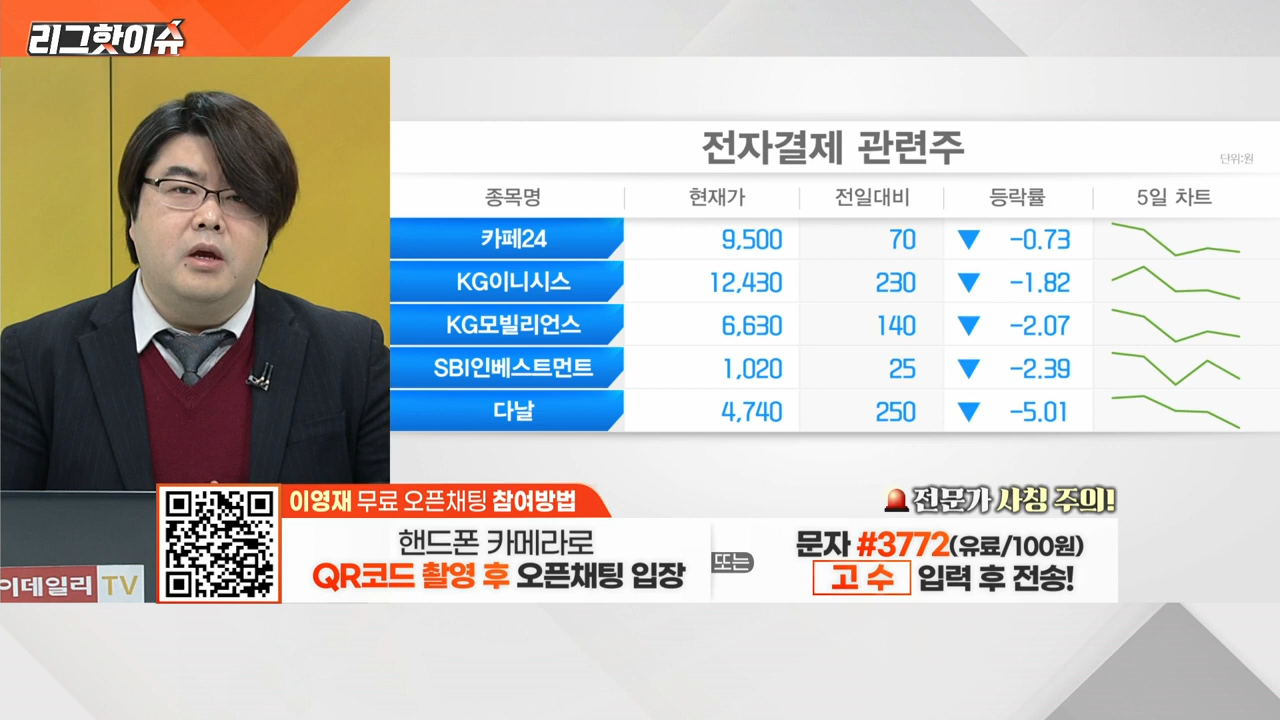 리그핫이슈
전자결제 관련주
단위:원
종목명 현재가 전일대비 등락률 5일 차트
카페24 9,500 70 ▼ -0.73
KG이니시스 12,430 230 ▼ -1.82
KG모빌리언스 6,630 140 ▼ -2.07
SBI인베스트먼트 1,020 25 ▼ -2.39
다날 4,740 250 ▼ -5.01
이영재 무료 오픈채팅 참여방법
핸드폰 카메라로
QR코드 촬영 후 오픈채팅 입장
또는
전문가 사칭 주의!
문자 #3772(유료/100원)
고 수 입력 후 전송!
이데일리 TV